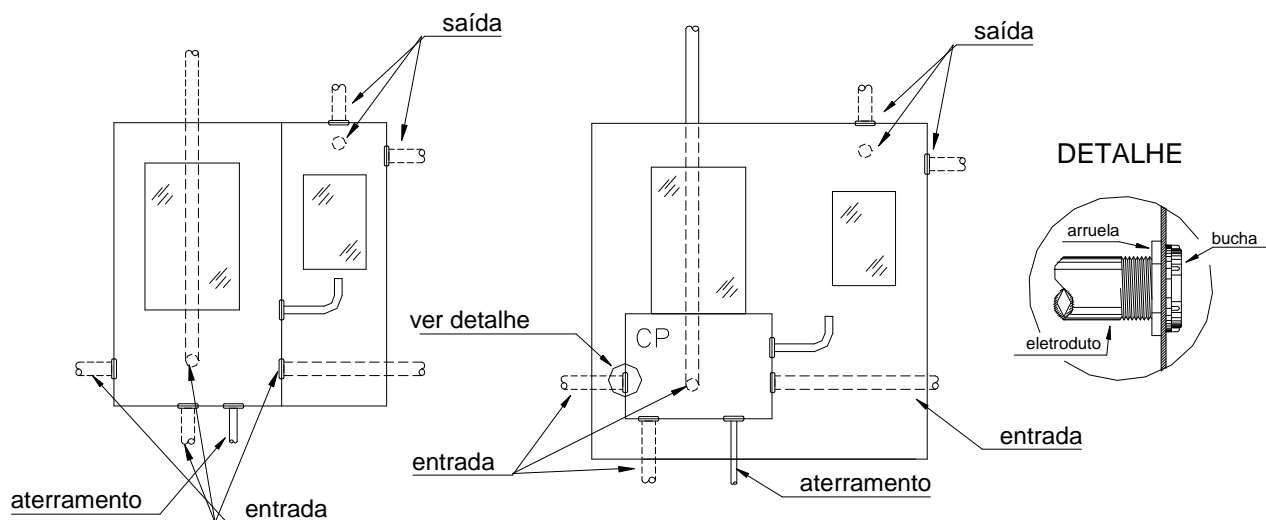 saída
saída
DETALHE
arruela
bucha
eletroduto
ver detalhe
CP
entrada
entrada
aterramento
aterramento
entrada